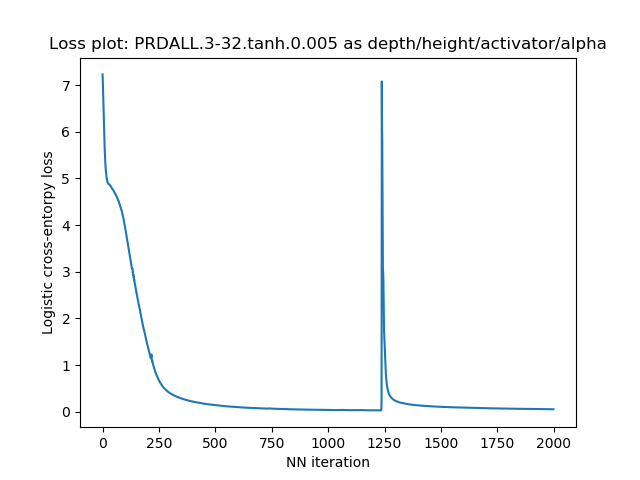 Loss plot: PRDALL.3-32.tanh.0.005 as depth/height/activator/alpha
7
6
5
4
3
2
1
0
Logistic cross-entorpy loss
0 250 500 750 1000 1250 1500 1750 2000
NN iteration